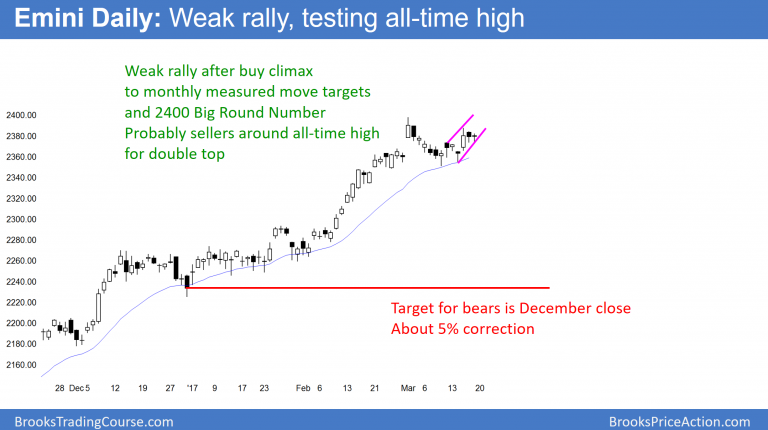 Emini Daily: Weak rally, testing all-time high
Weak rally after buy climax
to monthly measured move targets
and 2400 Big Round Number
Probably sellers around all-time high
for double top
2400.00
2380.00
2360.00
2340.00
2320.00
2300.00
2280.00
2260.00
2240.00
2220.00
2200.00
2180.00
2160.00
Target for bears is December close
About 5% correction
28 Dec 5 12 19 27 '17 9 17 23 Feb 6 13 21 Mar 6 13 20
BrooksTradingCourse.com BrooksPriceAction.com